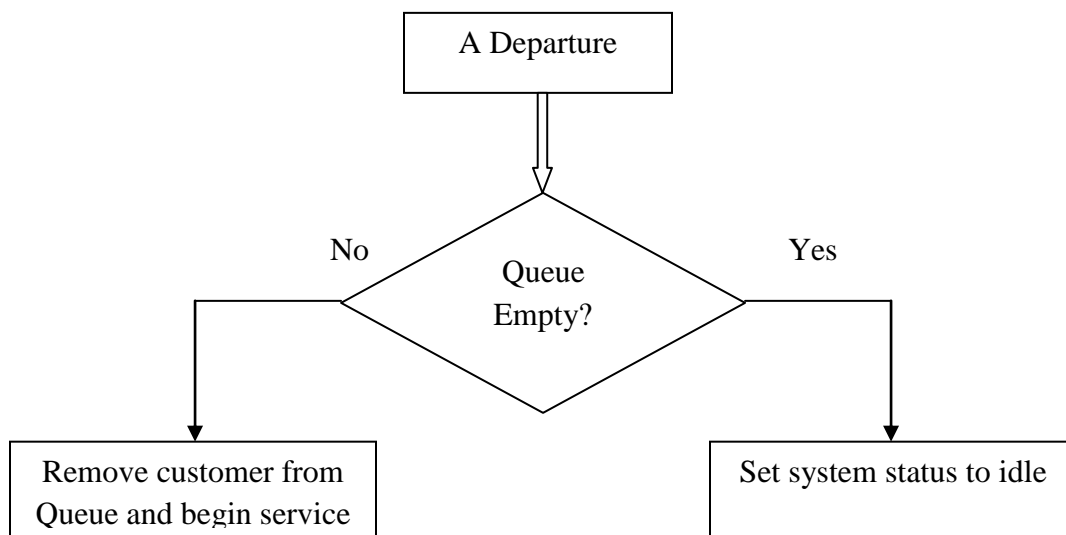 A Departure
No
Yes
Queue
Empty?
Remove customer from
Queue and begin service
Set system status to idle